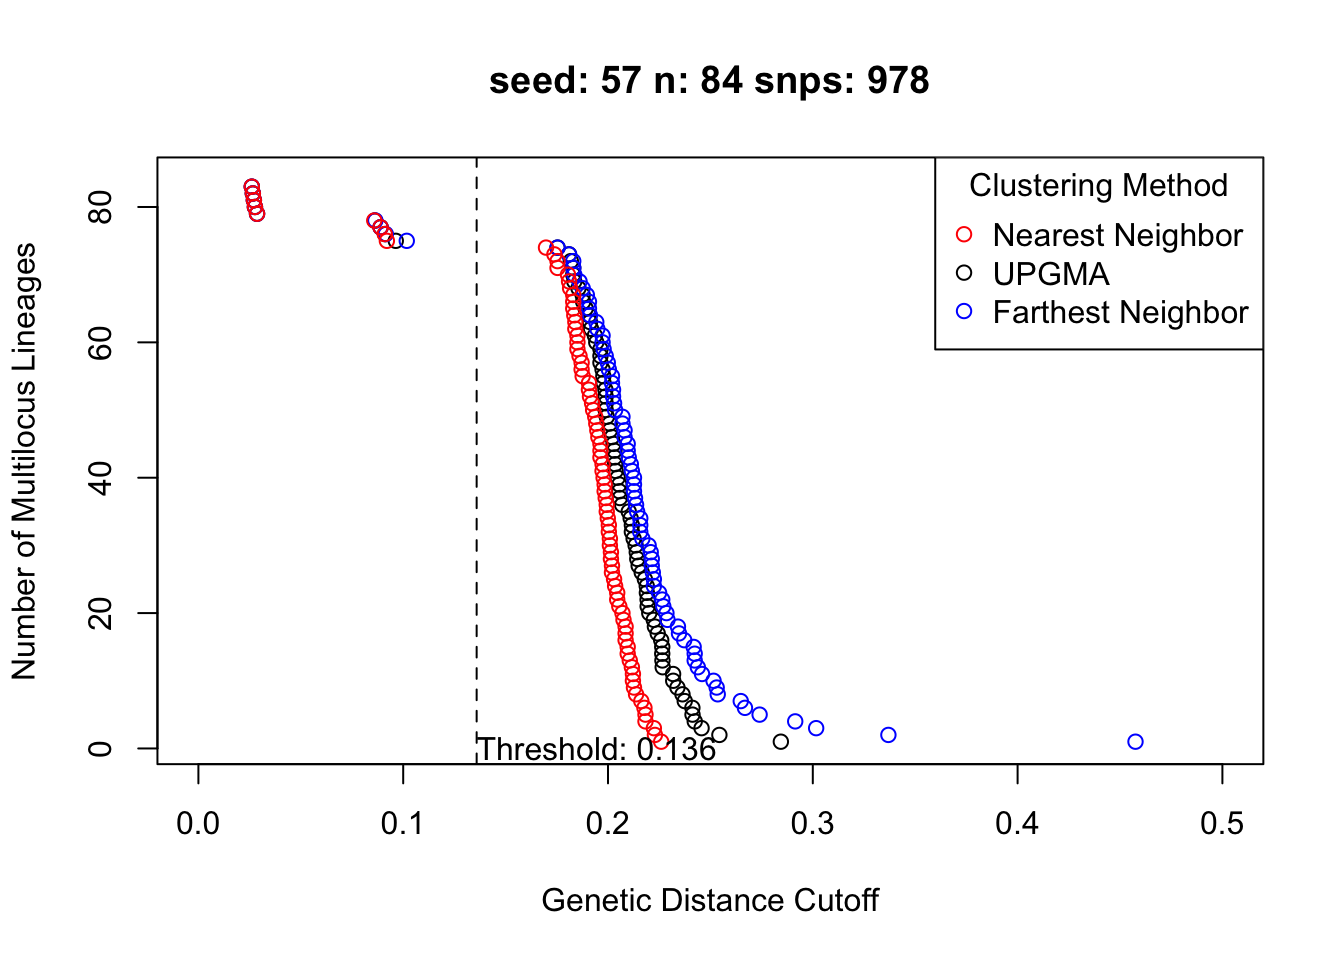 seed: 57 n: 84 snps: 978
Clustering Method
Nearest Neighbor
UPGMA
Farthest Neighbor
Number of Multilocus Lineages
80
60
40
20
0
Threshold: 0.136
0.0 0.1 0.2 0.3 0.4 0.5
Genetic Distance Cutoff